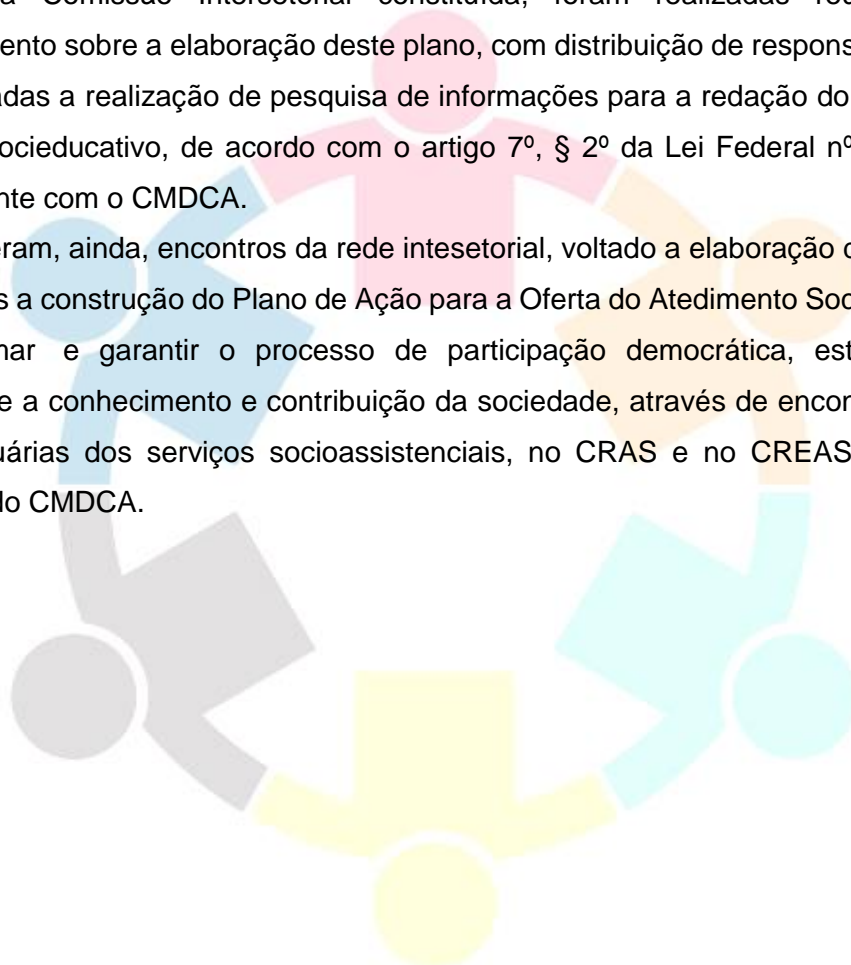 a Comissão Intersetorial constituída, foram realizadas
ento sobre a elaboração deste plano, com distribuição de respons
adas a realização de pesquisa de informações para a redação do
ocieducativo, de acordo com o artigo 7º, § 2º da Lei Federal nº
nte com o CMDCA.
eram, ainda, encontros da rede intesetorial, voltado a elaboração
s a construção do Plano de Ação para a Oferta do Atedimento Soc
nar e garantir o processo de participação democrática, est
e a conhecimento e contribuição da sociedade, através de encon
uárias dos serviços socioassistenciais, no CRAS e no CREAS
do CMDCA.